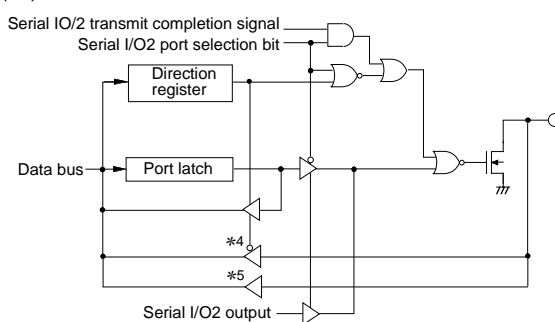 Serial IO/2 transmit completion signal
Serial I/O2 port selection bit
Direction
register
Data bus
Port latch
*4
*5
Serial I/O2 output